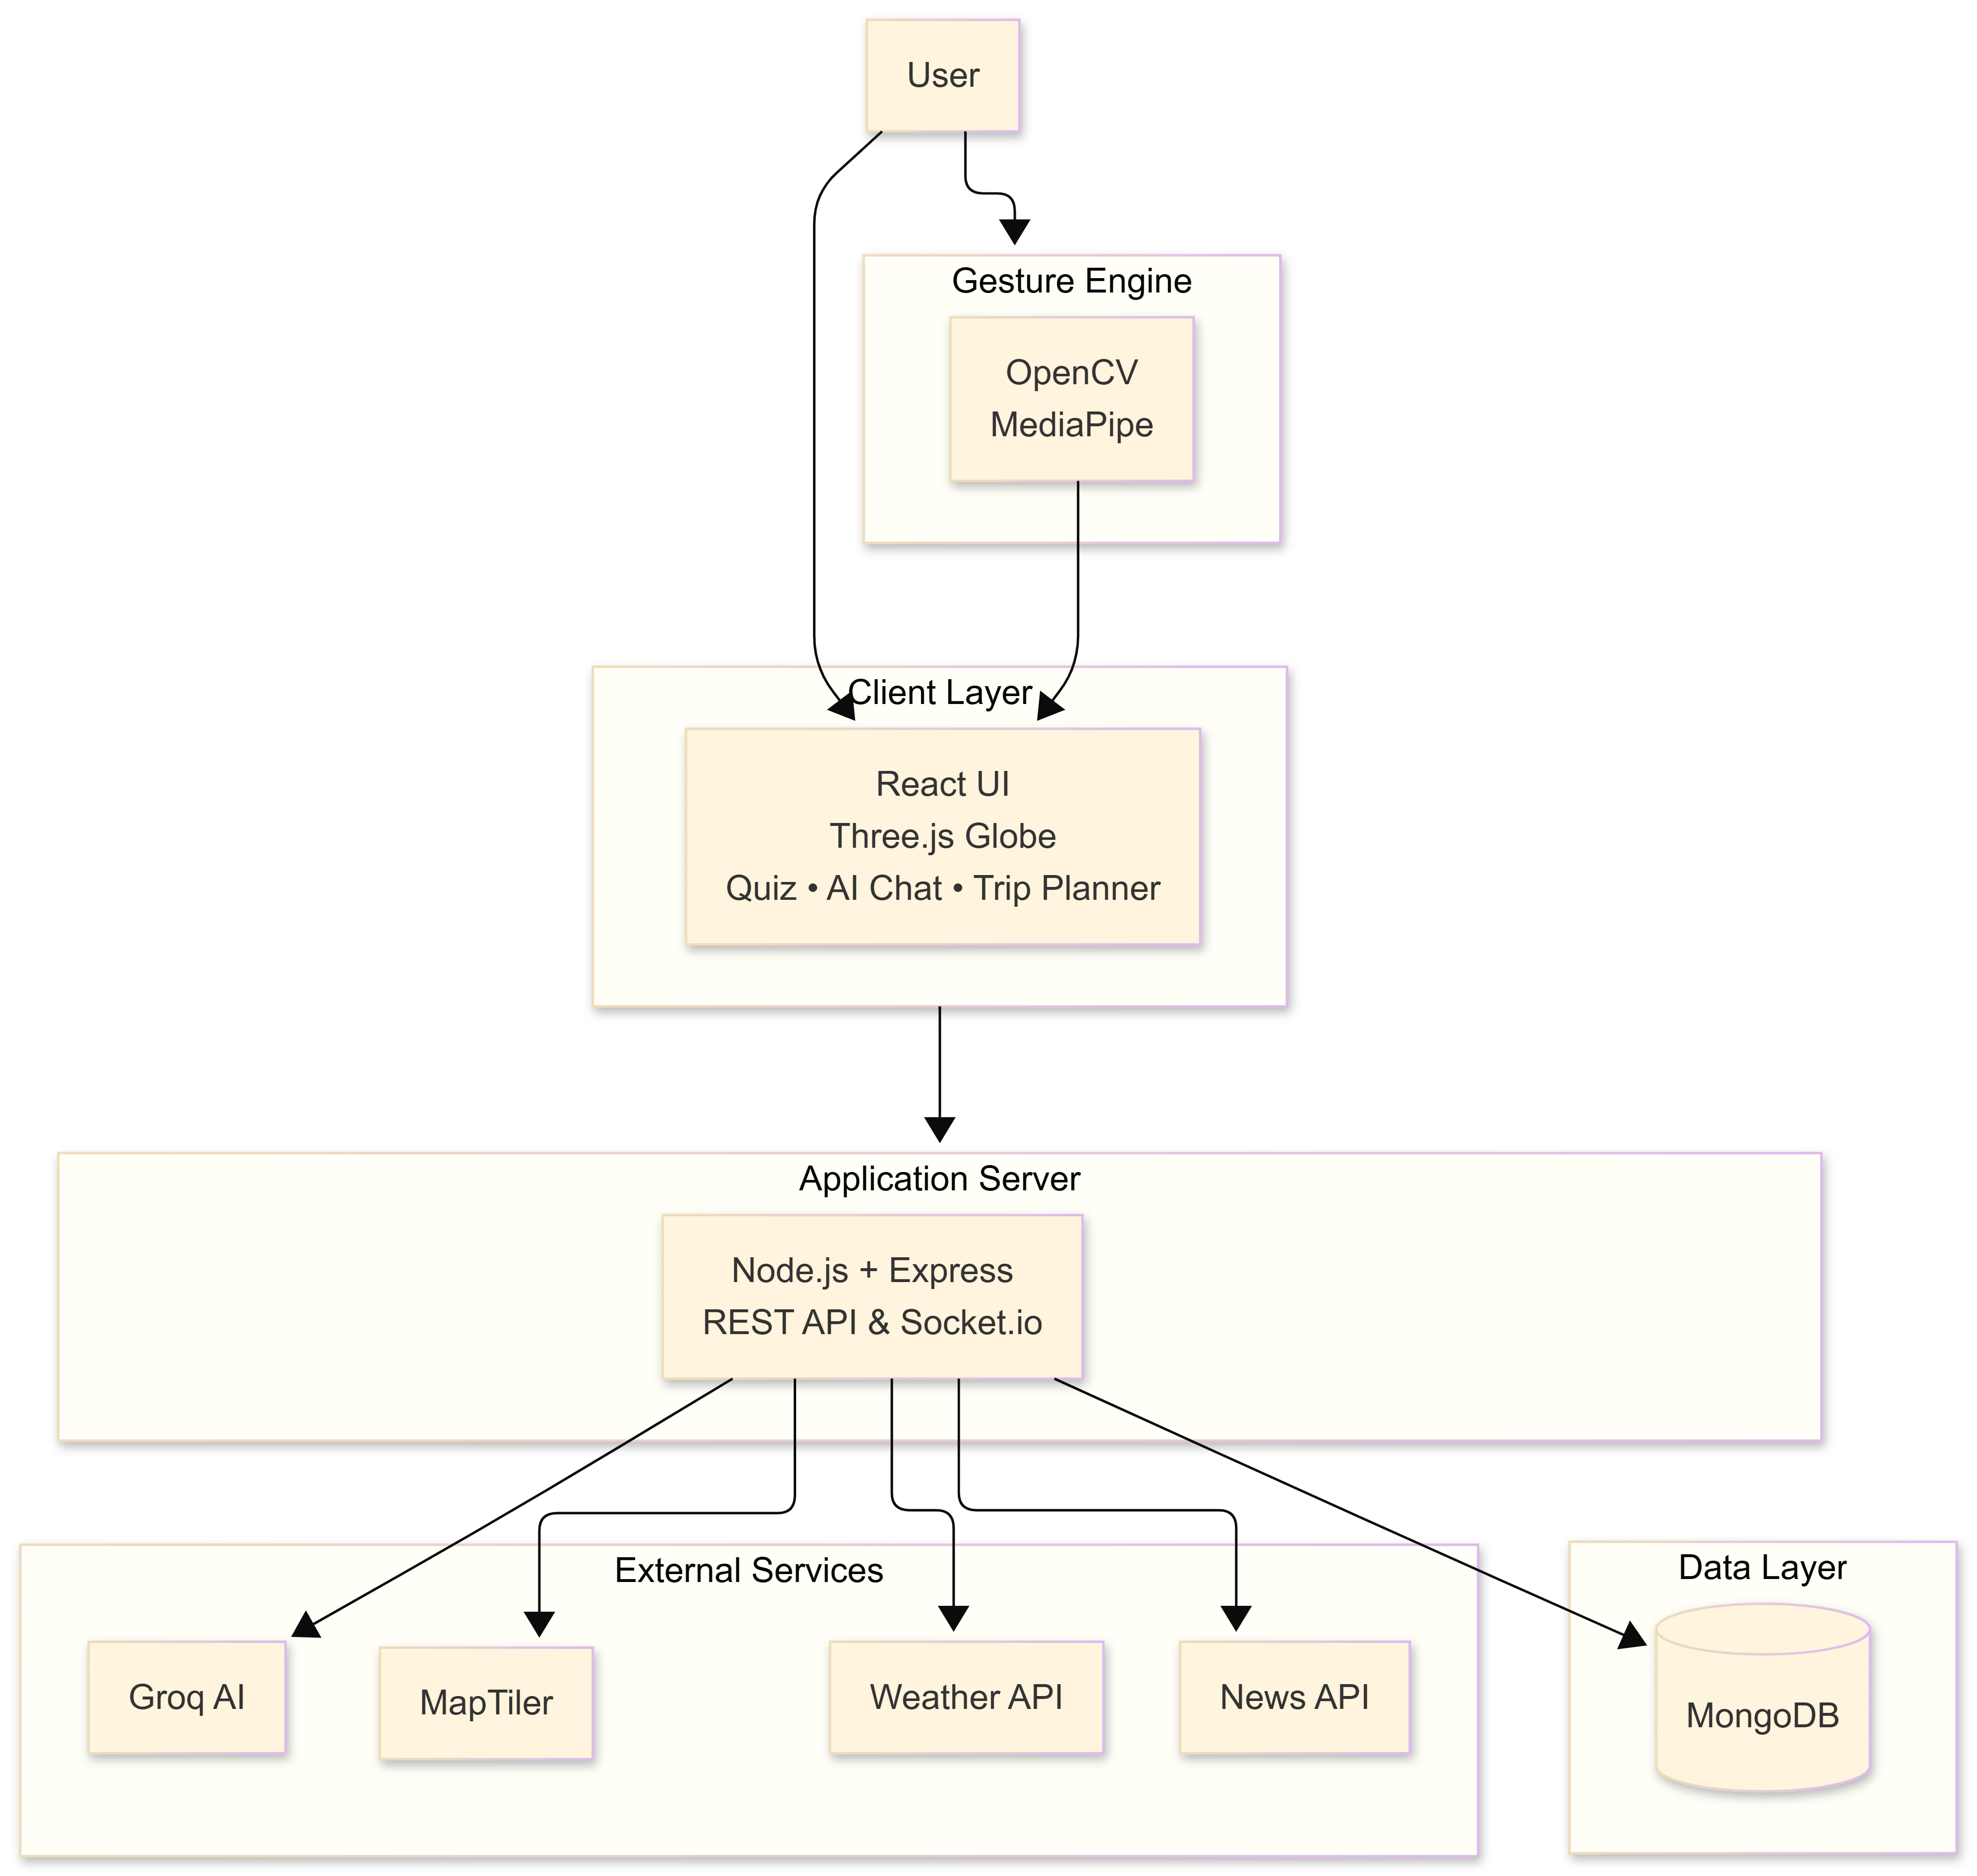 User
Gesture Engine
OpenCV
MediaPipe
Client Layer
React UI
Three.js Globe
Quiz • AI Chat • Trip Planner
Application Server
Node.js + Express
REST API & Socket.io
External Services
Data Layer
Groq AI
MapTiler
Weather API
News API
MongoDB